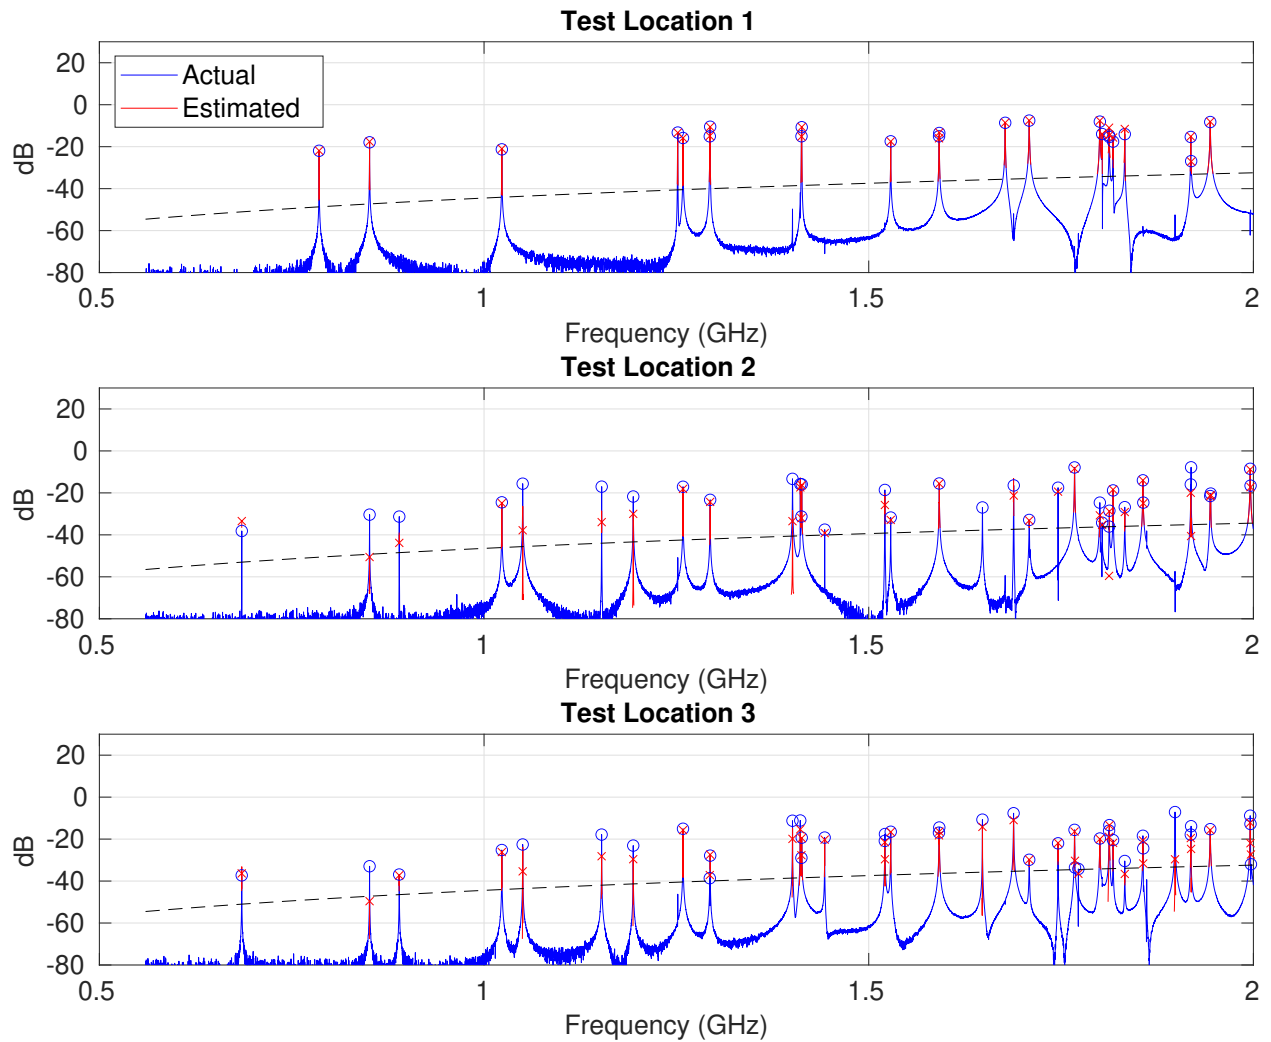 Test Location 1
20
0
-20
-40
-60
-80
dB
Actual
Estimated
0.5 1 1.5 2
Frequency (GHz)
Test Location 2
20
0
-20
-40
-60
-80
dB
0.5 1 1.5 2
Frequency (GHz)
Test Location 3
20
0
-20
-40
-60
-80
dB
0.5 1 1.5 2
Frequency (GHz)